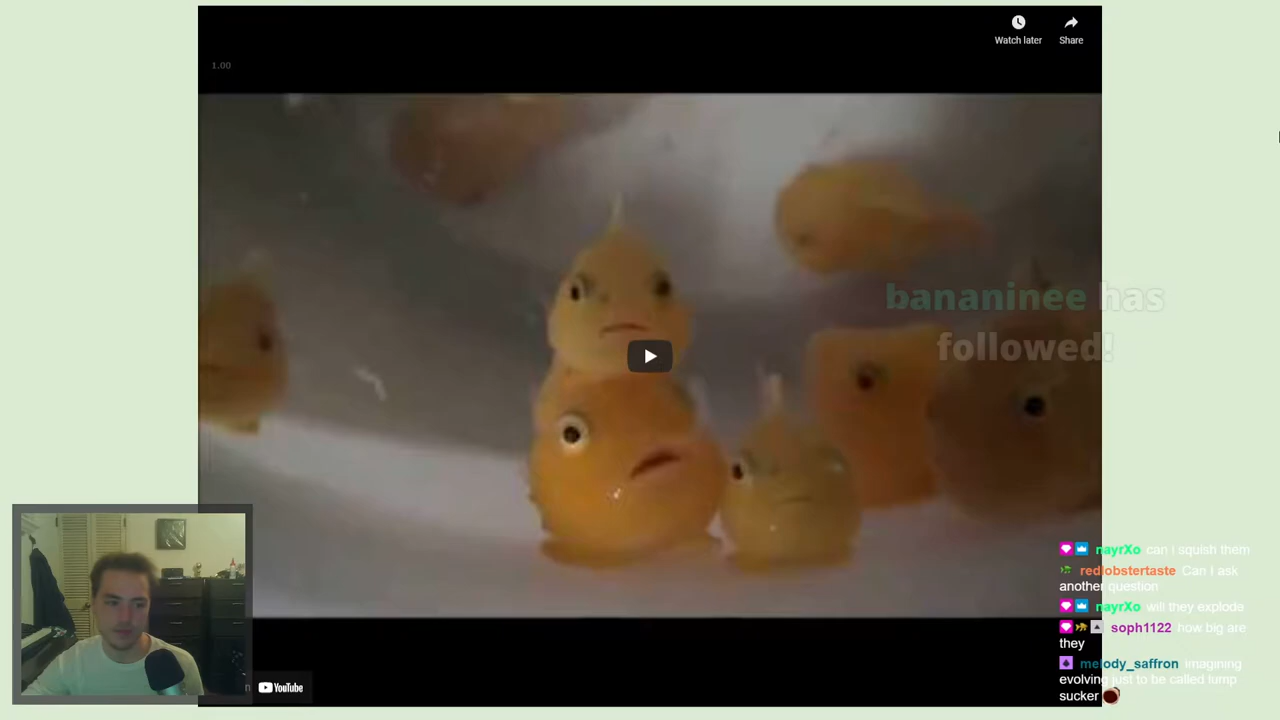 Watch later
Share
1.00
bananinee has
followed!
nayrXo can i squish them
redlobstertaste Can I ask
another question
nayrXo will they explode
soph1122 how big are
they
melody_saffron imagining
evolving just to be called lump
sucker
n YouTube